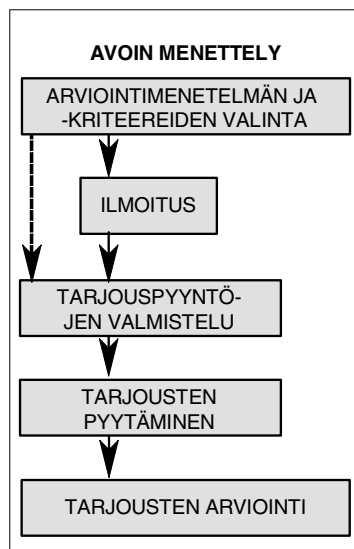 AVOIN MENETTELY
ARVIOINTIMENETELMÄN JA
-KRITEEREIDEN VALINTA
ILMOITUS
TARJOUSPYYNTÖ-
JEN VALMISTELU
TARJOUSTEN
PYYTÄMINEN
TARJOUSTEN ARVIOINTI